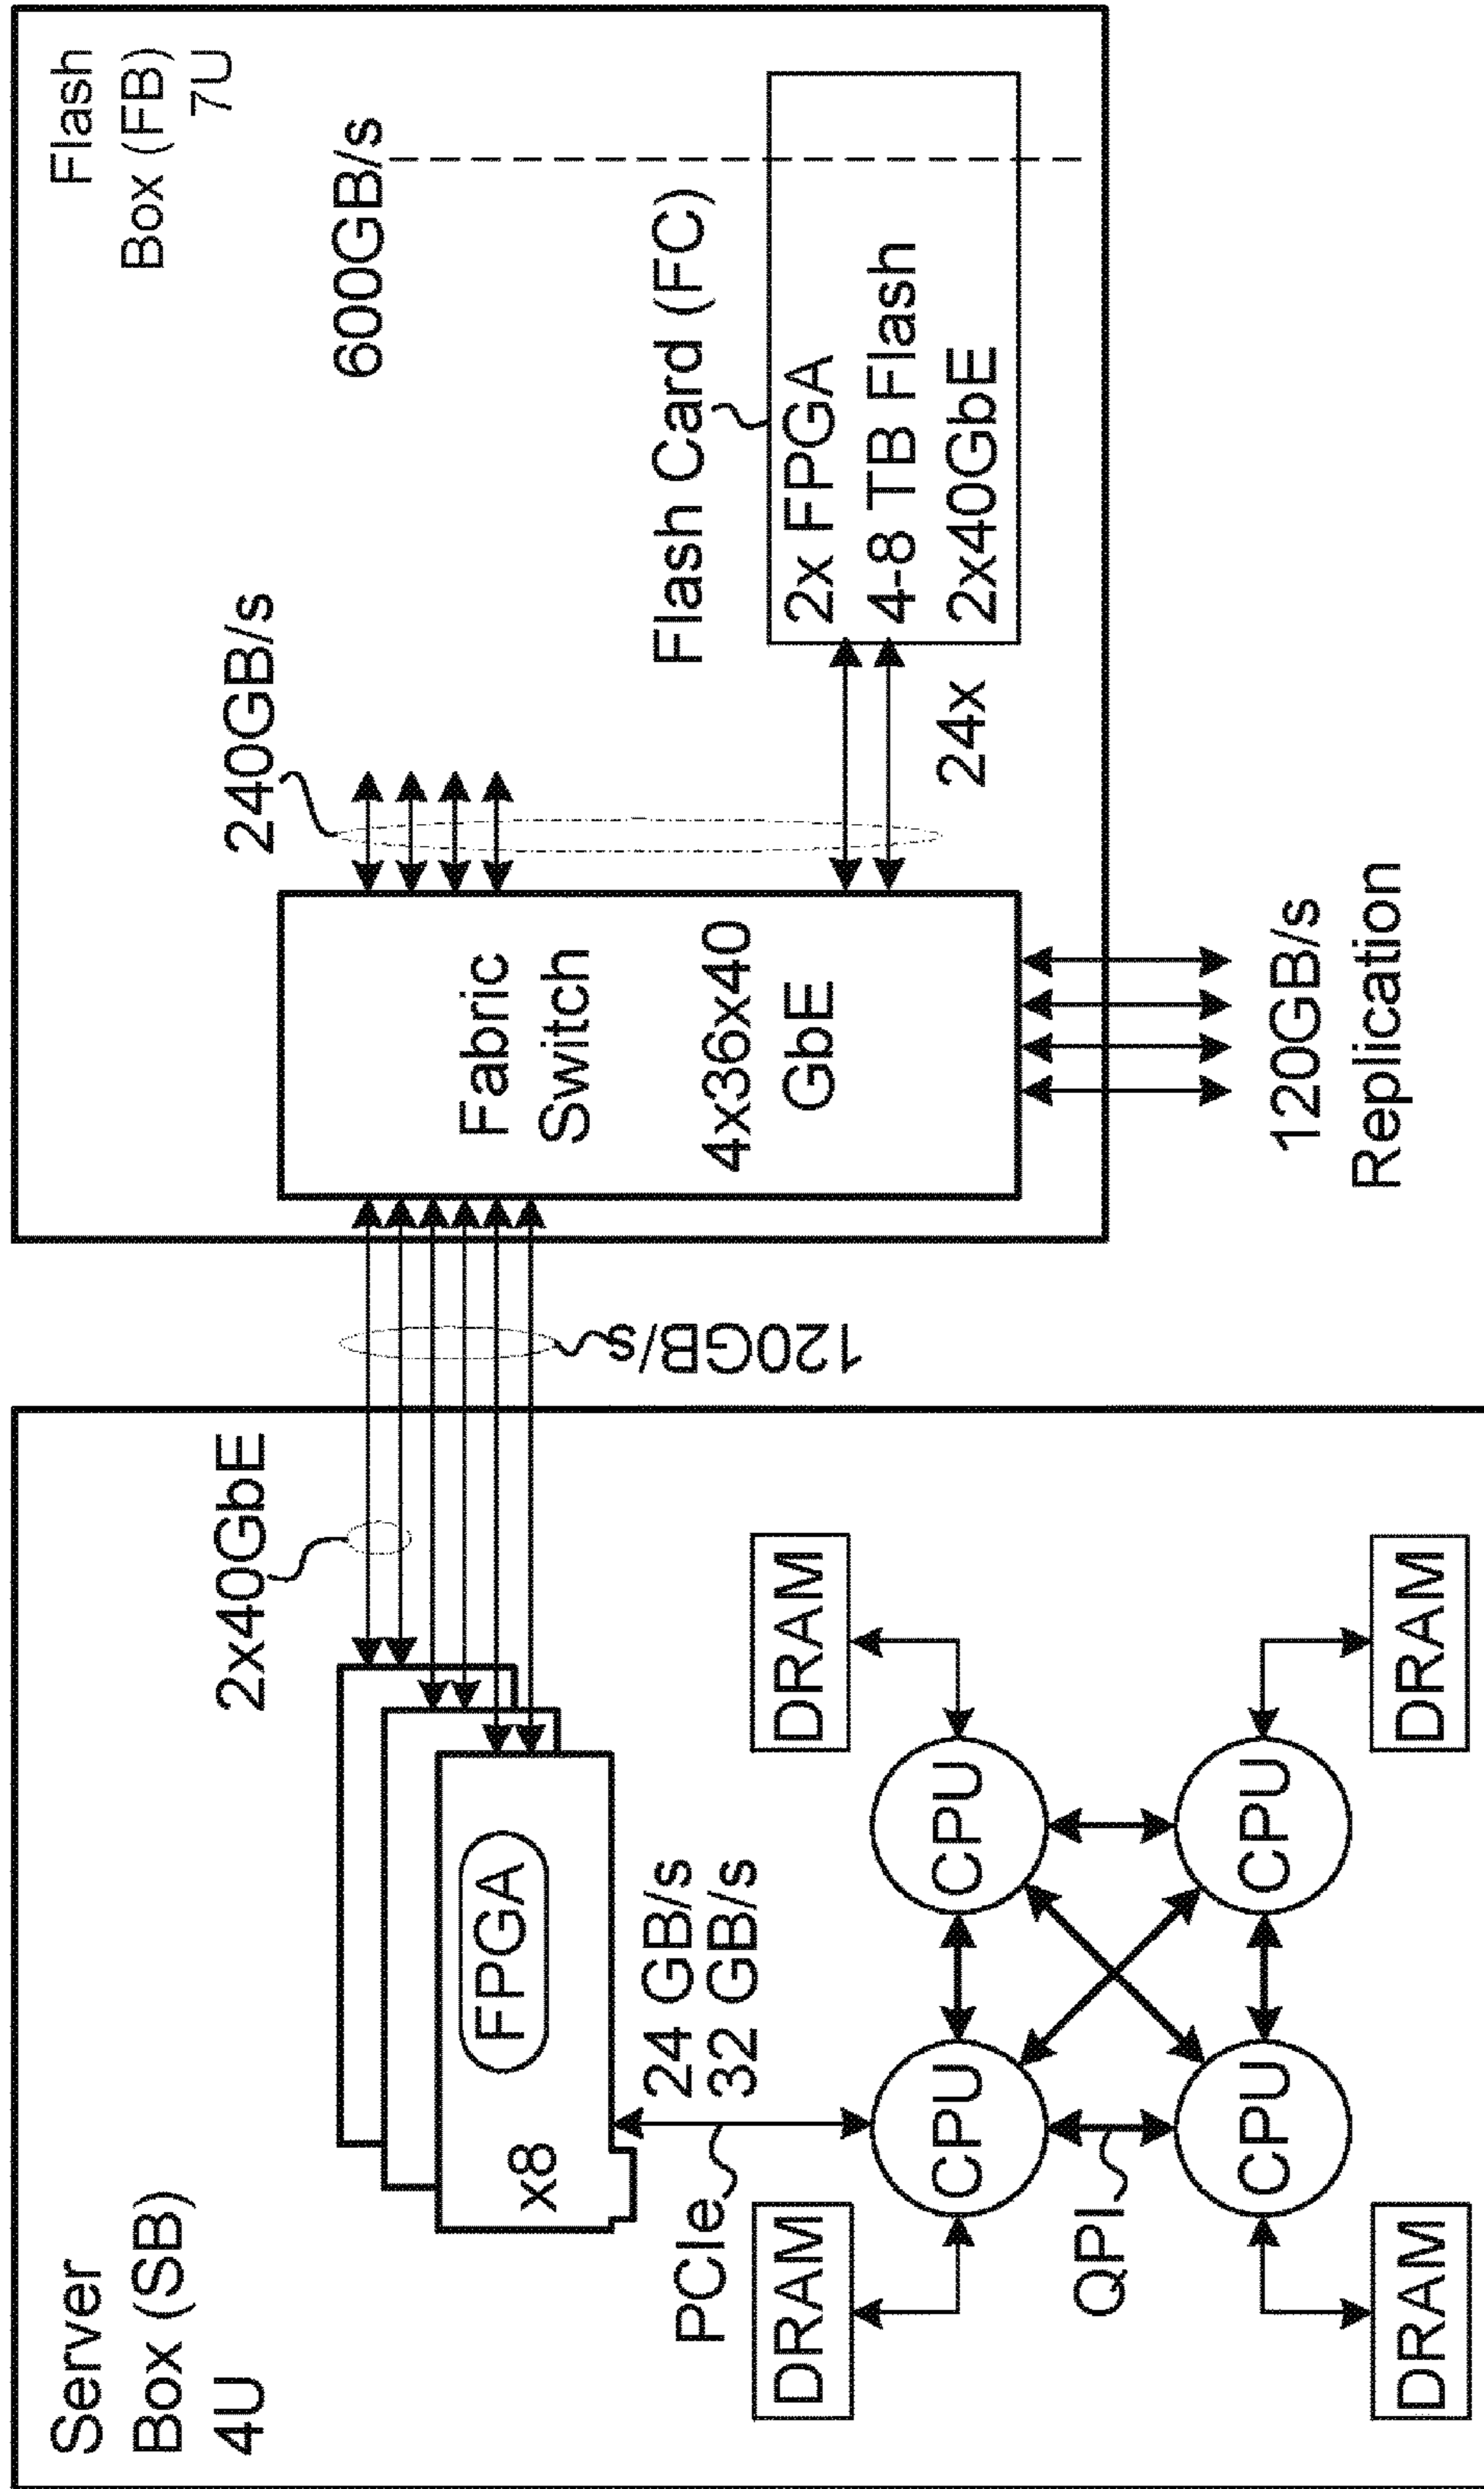 Server
Box (SB)
4U
2x40GbE
FPGA
x8
PCIe
24 GB/s
32 GB/s
DRAM
DRAM
CPU
CPU
QPI
CPU
CPU
DRAM
DRAM
120GB/s
Flash
Box (FB)
7U
240GB/s
600GB/s
Fabric
Switch
4x36x40
GbE
Flash Card (FC)
2x FPGA
4-8 TB Flash
2x40GbE
24x
120GB/s
Replication